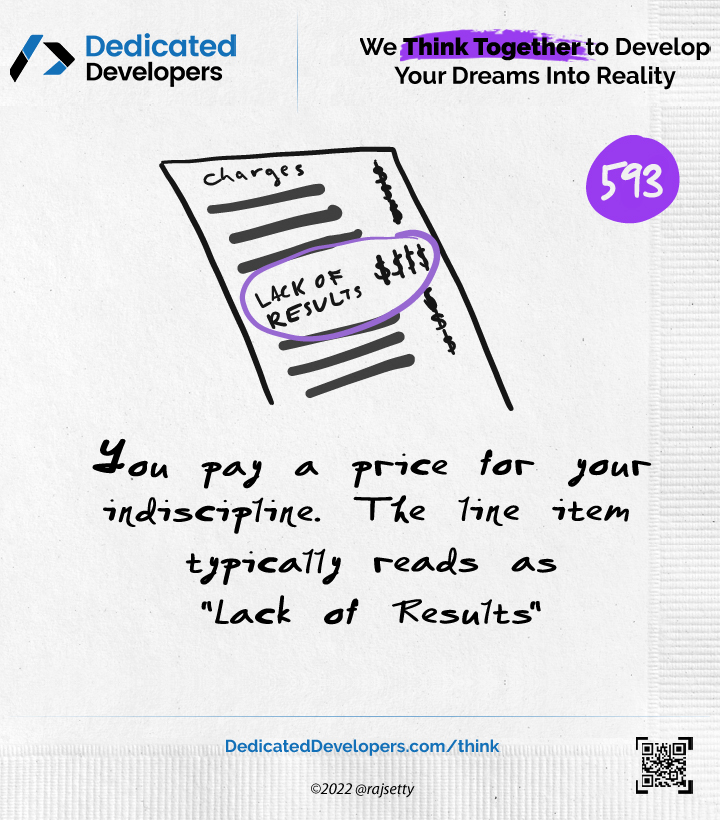 Dedicated
Developers
We Think Together to Develop
Your Dreams Into Reality
593
charges
$$$$$
LACK OF
RESULTS
$$$$
$$$
You pay a price for your
indiscipline. The line item
typically reads as
"Lack of Results"
DedicatedDevelopers.com/think
©2022 @rajsetty